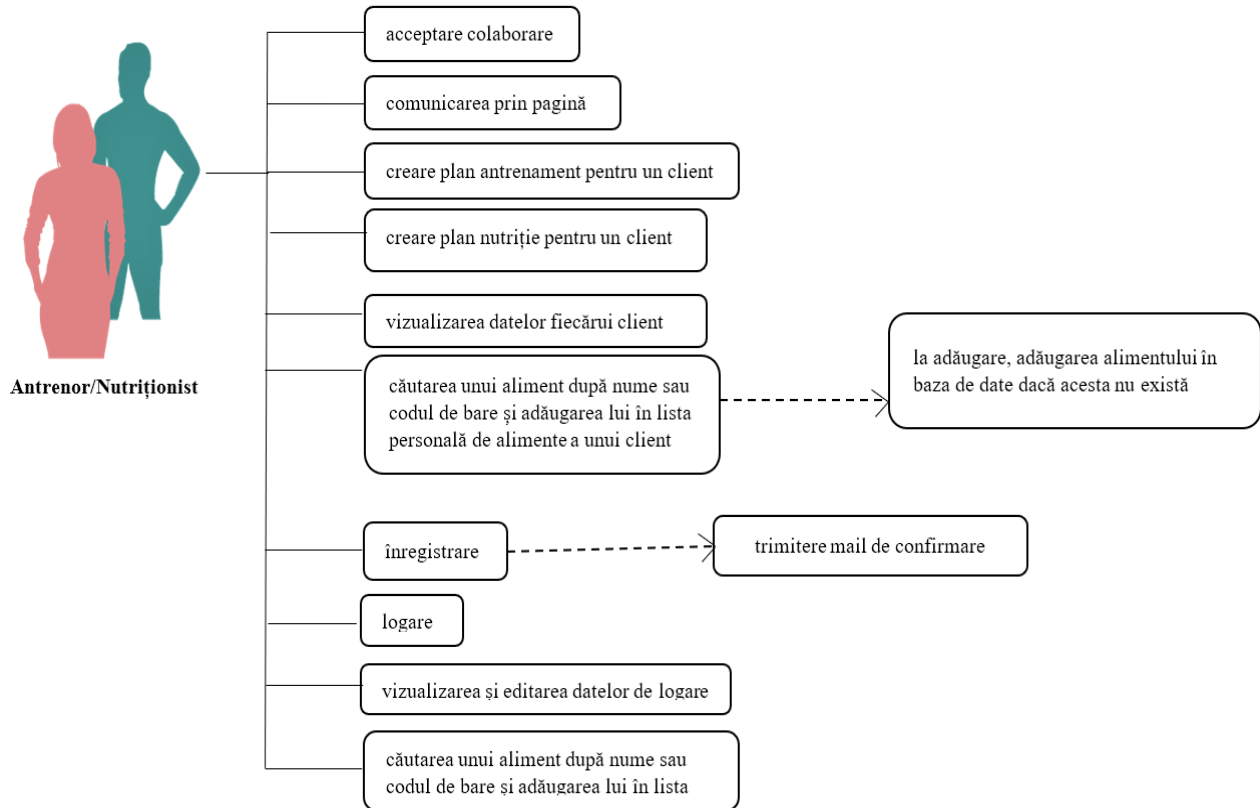 acceptare colaborare
comunicarea prin pagină
creare plan antrenament pentru un client
creare plan nutriție pentru un client
vizualizarea datelor fiecărui client
Antrenor/Nutriționist
căutarea unui aliment după nume sau
codul de bare și adăugarea lui în lista
personală de alimente a unui client
la adăugare, adăugarea alimentului în
baza de date dacă acesta nu există
înregistrare
trimitere mail de confirmare
logare
vizualizarea și editarea datelor de logare
căutarea unui aliment după nume sau
codul de bare și adăugarea lui în lista